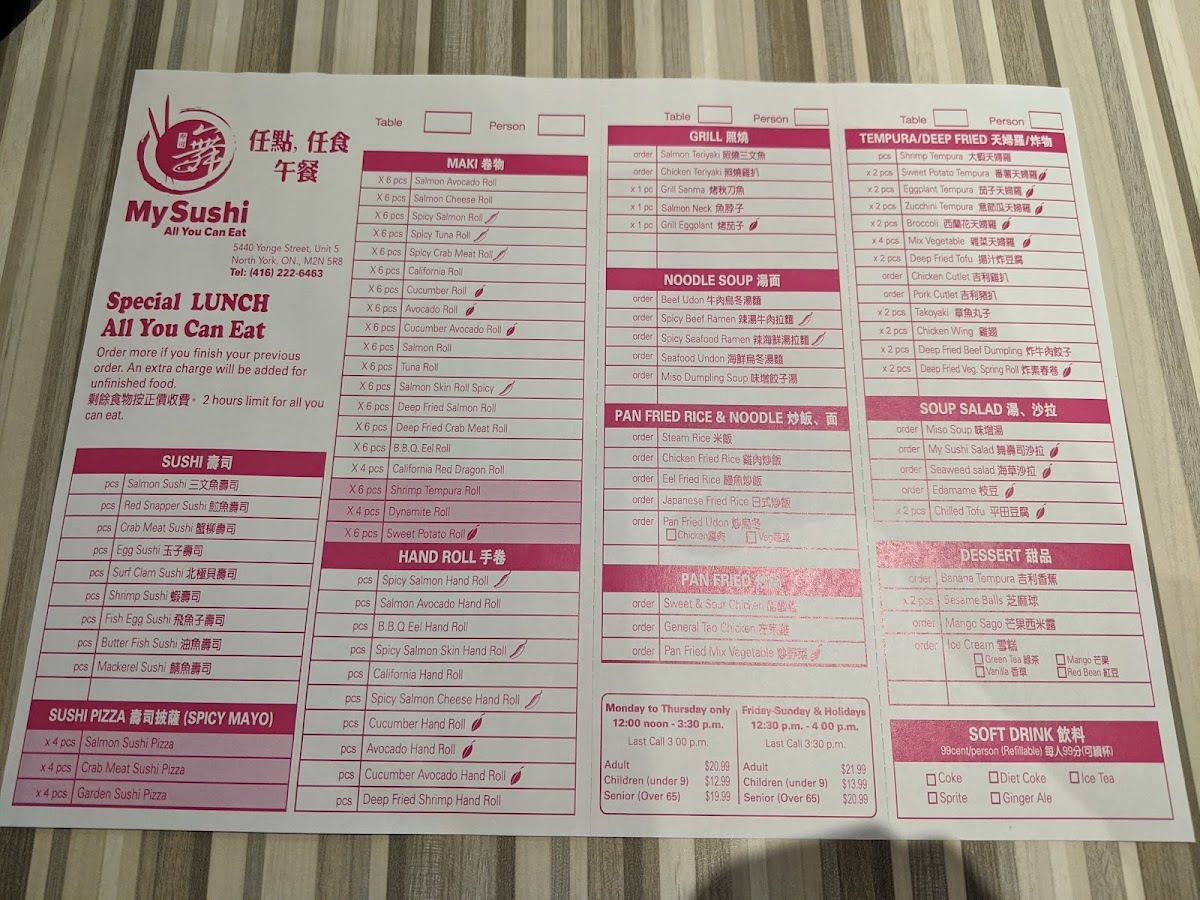 舞
任點, 任食
午餐
MySushi
All You Can Eat
5440 Yonge Street, Unit 5
North York, ON., M2N 5R8
Tel: (416) 222-6463
Special LUNCH
All You Can Eat
Order more if you finish your previous
order. An extra charge will be added for
unfinished food.
剩餘食物按正價收費。 2 hours limit for all you
can eat.
SUSHI 壽司
pcs Salmon Sushi 三文魚壽司
pcs Red Snapper Sushi 魚壽司
pcs Crab Meat Sushi 蟹柳壽司
pcs Egg Sushi 玉子壽司
pcs Surf Clam Sushi 北極貝壽司
pcs Shrimp Sushi 蝦壽司
pcs Fish Egg Sushi 飛魚子壽司
pcs Butter Fish Sushi 油魚壽司
pcs Mackerel Sushi 鯖魚壽司
SUSHI PIZZA 壽司披薩 (SPICY MAYO)
x 4 pcs Salmon Sushi Pizza
x 4 pcs Crab Meat Sushi Pizza
x 4 pcs Garden Sushi Pizza
Table Person
MAKI 卷物
X 6 pcs Salmon Avocado Roll
X 6 pcs Salmon Cheese Roll
X 6 pcs Spicy Salmon Roll
X 6 pcs Spicy Tuna Roll
X 6 pcs Spicy Crab Meat Roll
X 6 pcs California Roll
X 6 pcs Cucumber Roll
X 6 pcs Avocado Roll
X 6 pcs Cucumber Avocado Roll
X 6 pcs Salmon Roll
X 6 pcs Tuna Roll
X 6 pcs Salmon Skin Roll Spicy
X 6 pcs Deep Fried Salmon Roll
X 6 pcs Deep Fried Crab Meat Roll
X 6 pcs B.B.Q. Eel Roll
X 4 pcs California Red Dragon Roll
X 6 pcs Shrimp Tempura Roll
X 4 pcs Dynamite Roll
X 6 pcs Sweet Potato Roll
HAND ROLL 手卷
pcs Spicy Salmon Hand Roll
pcs Salmon Avocado Hand Roll
pcs B.B.Q Eel Hand Roll
pcs Spicy Salmon Skin Hand Roll
pcs California Hand Roll
pcs Spicy Salmon Cheese Hand Roll
pcs Cucumber Hand Roll
pcs Avocado Hand Roll
pcs Cucumber Avocado Hand Roll
pcs Deep Fried Shrimp Hand Roll
Table Person
GRILL 照燒
order Salmon Teriyaki 照燒三文魚
order Chicken Teriyaki 照燒雞扒
x 1 pc Grill Sanma 烤秋刀魚
x 1 pc Salmon Neck 魚脖子
x 1 pc Grill Eggplant 烤茄子
NOODLE SOUP 湯面
order Beef Udon 牛肉烏冬湯麵
order Spicy Beef Ramen 辣湯牛肉拉麵
order Spicy Seafood Ramen 辣海鮮湯拉麵
order Seafood Undon 海鮮烏冬湯麵
order Miso Dumpling Soup 味增餃子湯
PAN FRIED RICE & NOODLE 炒飯、面
order Steam Rice 米飯
order Chicken Fried Rice 雞肉炒飯
order Eel Fried Rice 鰻魚炒飯
order Japanese Fried Rice 日式炒飯
order Pan Fried Udon 炒烏冬
Chicken雞肉 Veg蔬菜
PAN FRIED
order Sweet & Sour Chicken
order General Tao Chicken 左宗雞
order Pan Fried Mix Vegetable 炒野菜
Monday to Thursday only
12:00 noon - 3:30 p.m.
Last Call 3 00 p.m.
Adult $20.99
Children (under 9) $12.99
Senior (Over 65) $19.99
Friday-Sunday & Holidays
12:30 p.m. - 4 00 p.m.
Last Call 3:30 p.m.
Adult $21.99
Children (under 9) $13.99
Senior (Over 65) $20.99
Table Person
TEMPURA/DEEP FRIED 天婦羅/炸物
pcs Shrimp Tempura 大蝦天婦羅
x 2 pcs Sweet Potato Tempura 番薯天婦羅
x 2 pcs Eggplant Tempura 茄子天婦羅
x 2 pcs Zucchini Tempura 意節瓜天婦羅
x 2 pcs Broccoli 西蘭花天婦羅
x 4 pcs Mix Vegetable 雜菜天婦羅
x 2 pcs Deep Fried Tofu 揚汁炸豆腐
order Chicken Cutlet 吉利雞扒
order Pork Cutlet 吉利豬扒
x 2 pcs Takoyaki 章魚丸子
x 2 pcs Chicken Wing 雞翅
x 2 pcs Deep Fried Beef Dumpling 炸牛肉餃子
x 2 pcs Deep Fried Veg. Spring Roll 炸素春卷
SOUP SALAD 湯、沙拉
order Miso Soup 味增湯
order My Sushi Salad 舞壽司沙拉
order Seaweed salad 海草沙拉
order Edamame 枝豆
x 2 pcs Chilled Tofu 平田豆腐
DESSERT 甜品
order Banana Tempura 吉利香蕉
x 2 pcs Sesame Balls 芝麻球
order Mango Sago 芒果西米露
order Ice Cream 雪糕
Green Tea 綠茶 Mango 芒果
Vanilla 香草 Red Bean 紅豆
SOFT DRINK 飲料
99cent/person (Refillable) 每人99分(可續杯)
Coke Diet Coke Ice Tea
Sprite Ginger Ale